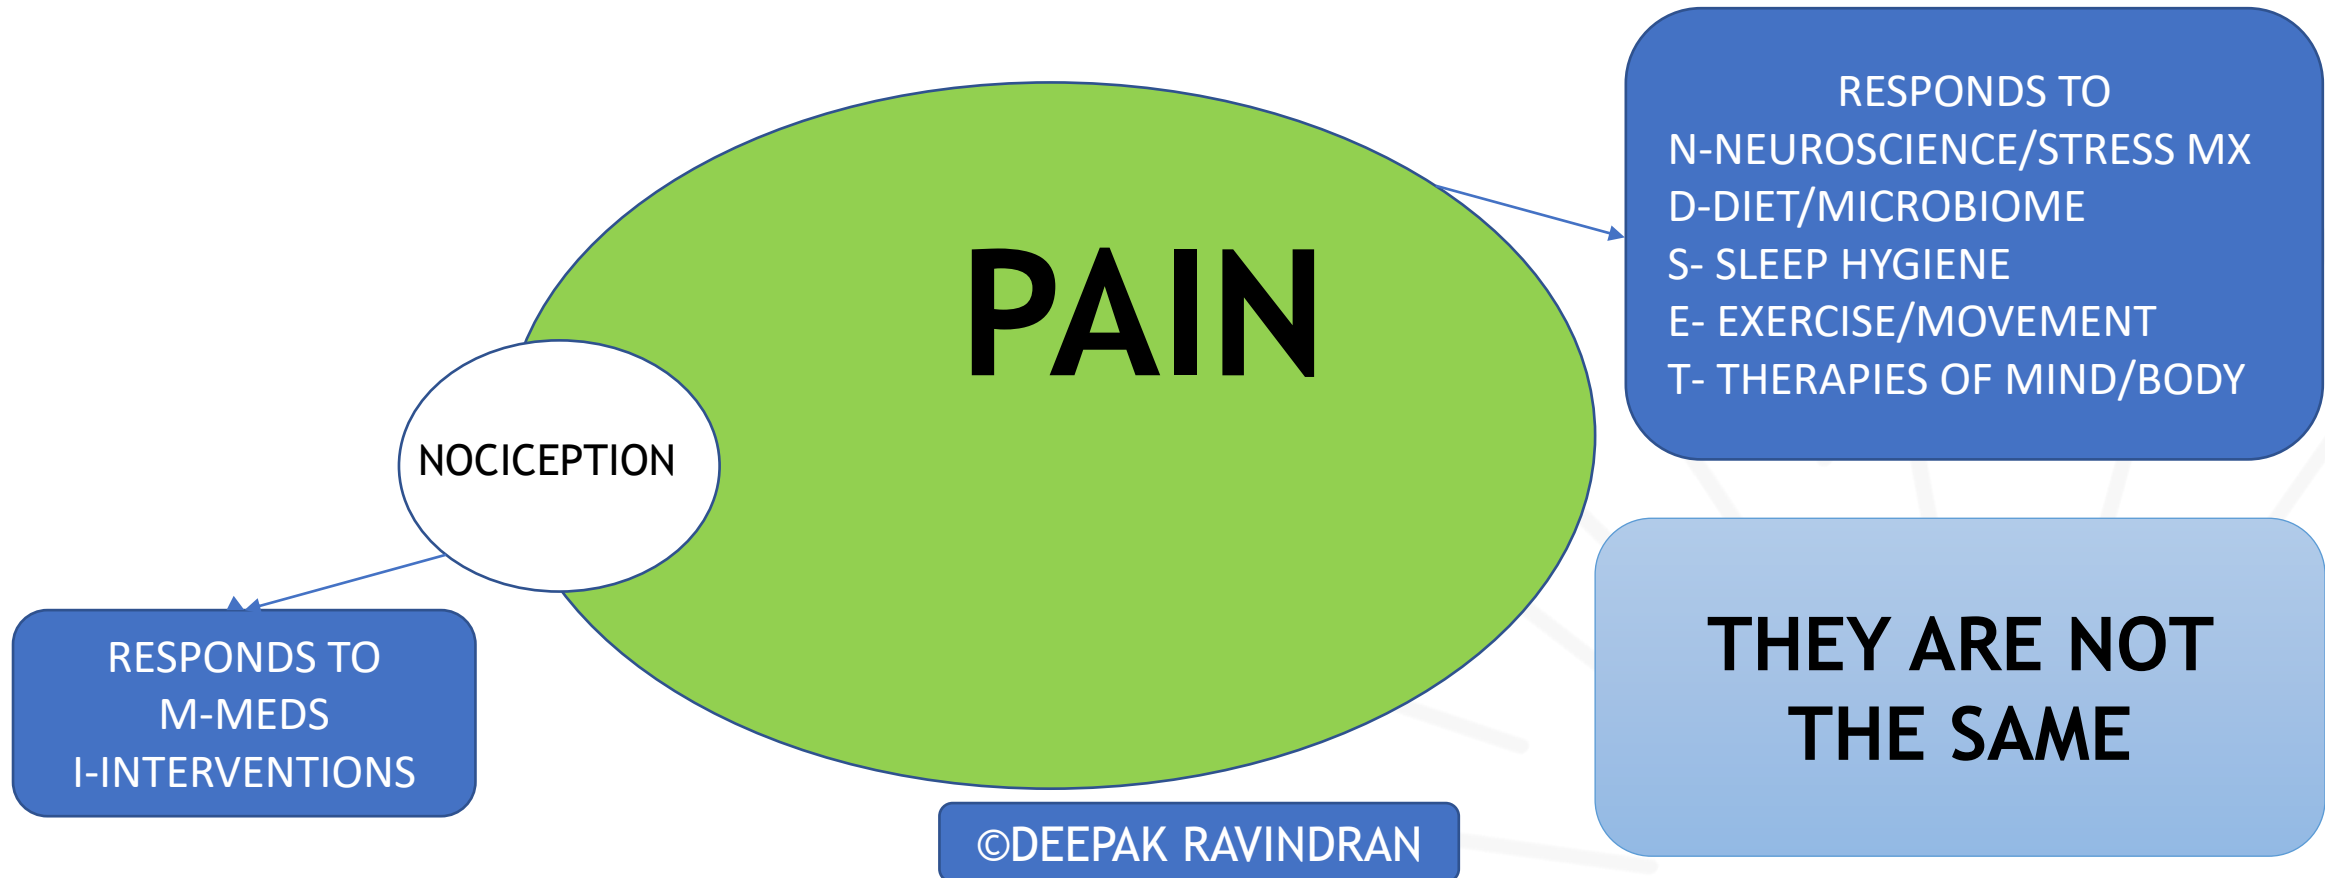 RESPONDS TO
N-NEUROSCIENCE/STRESS MX
D-DIET/MICROBIOME
S- SLEEP HYGIENE
E- EXERCISE/MOVEMENT
T- THERAPIES OF MIND/BODY
PAIN
NOCICEPTION
RESPONDS TO
M-MEDS
I-INTERVENTIONS
THEY ARE NOT
THE SAME
©DEEPAK RAVINDRAN